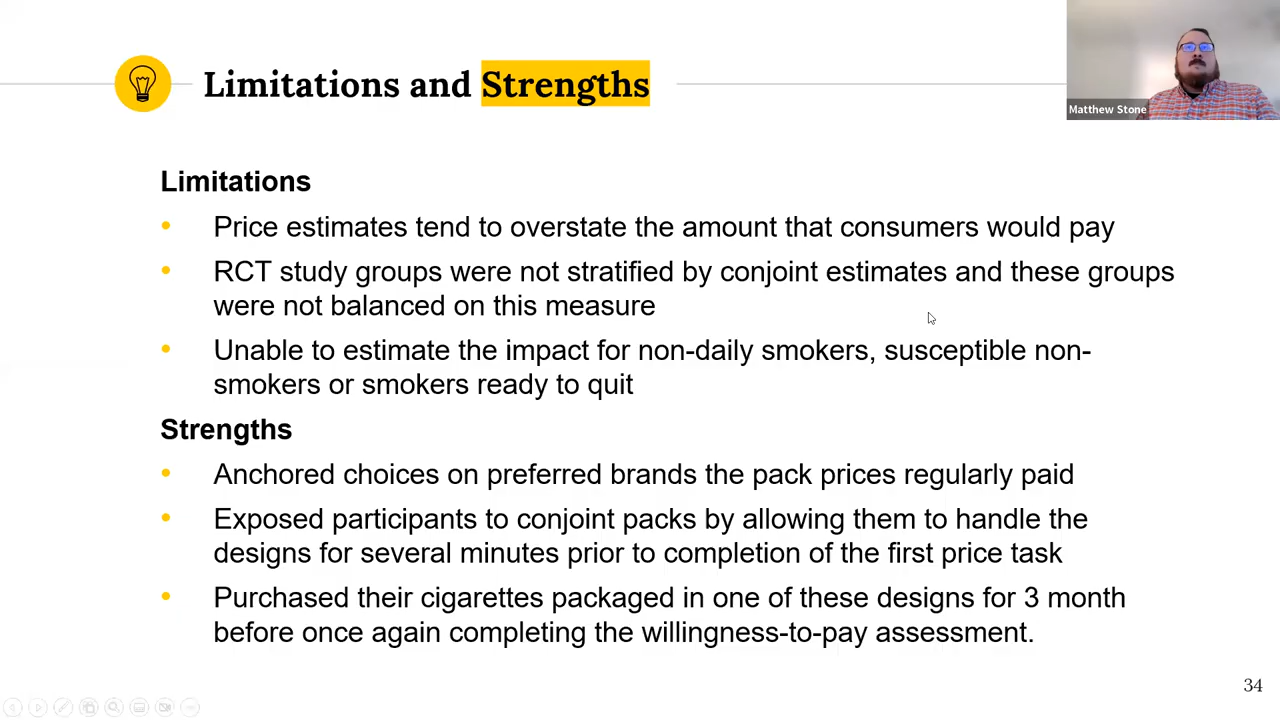 Limitations and Strengths
Matthew Stone
Limitations
• Price estimates tend to overstate the amount that consumers would pay
• RCT study groups were not stratified by conjoint estimates and these groups
were not balanced on this measure
• Unable to estimate the impact for non-daily smokers, susceptible non-
smokers or smokers ready to quit
Strengths
• Anchored choices on preferred brands the pack prices regularly paid
• Exposed participants to conjoint packs by allowing them to handle the
designs for several minutes prior to completion of the first price task
• Purchased their cigarettes packaged in one of these designs for 3 month
before once again completing the willingness-to-pay assessment.
34